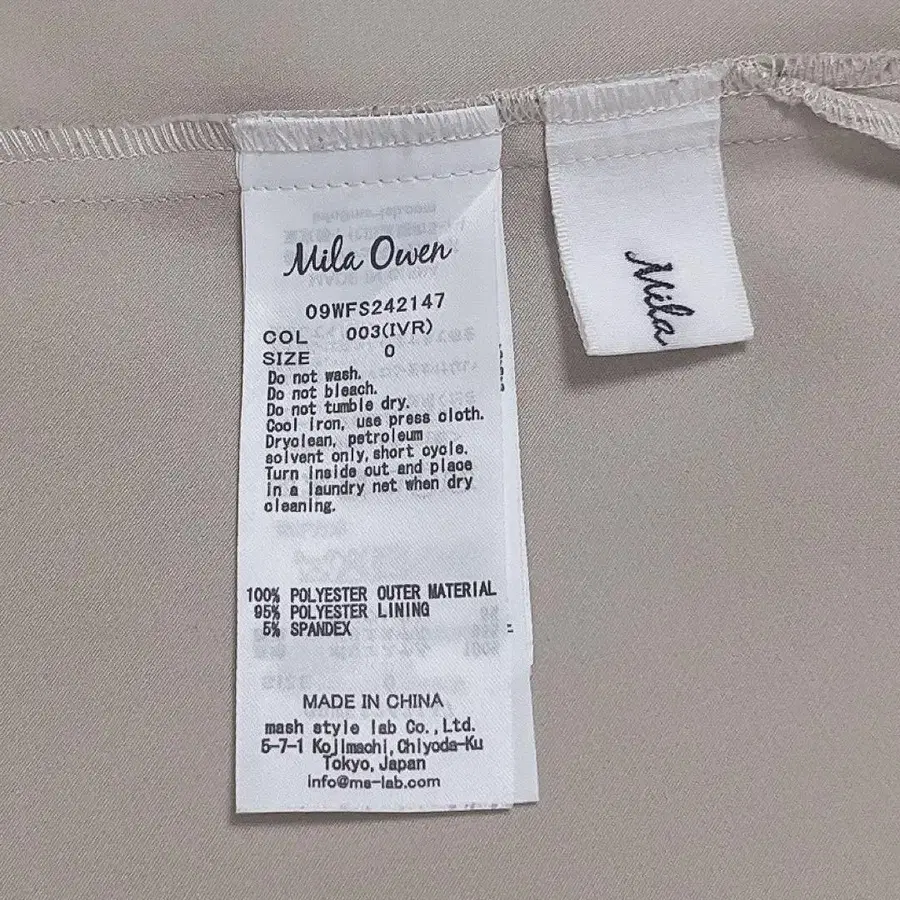 Mila Owen
09WFS242147
COL 003(IVR)
SIZE 0
Do not wash.
Do not bleach.
Do not tumble dry.
Cool iron, use press cloth.
Dryclean, petroleum
solvent only, short cycle.
Turn inside out and place
in a laundry net when dry
cleaning.
100% POLYESTER OUTER MATERIAL
95% POLYESTER LINING
5% SPANDEX
MADE IN CHINA
mash style lab Co.,Ltd.
5-7-1 Kojimachi,Chiyoda-Ku
Tokyo,Japan
info@ms-lab.com
Mila